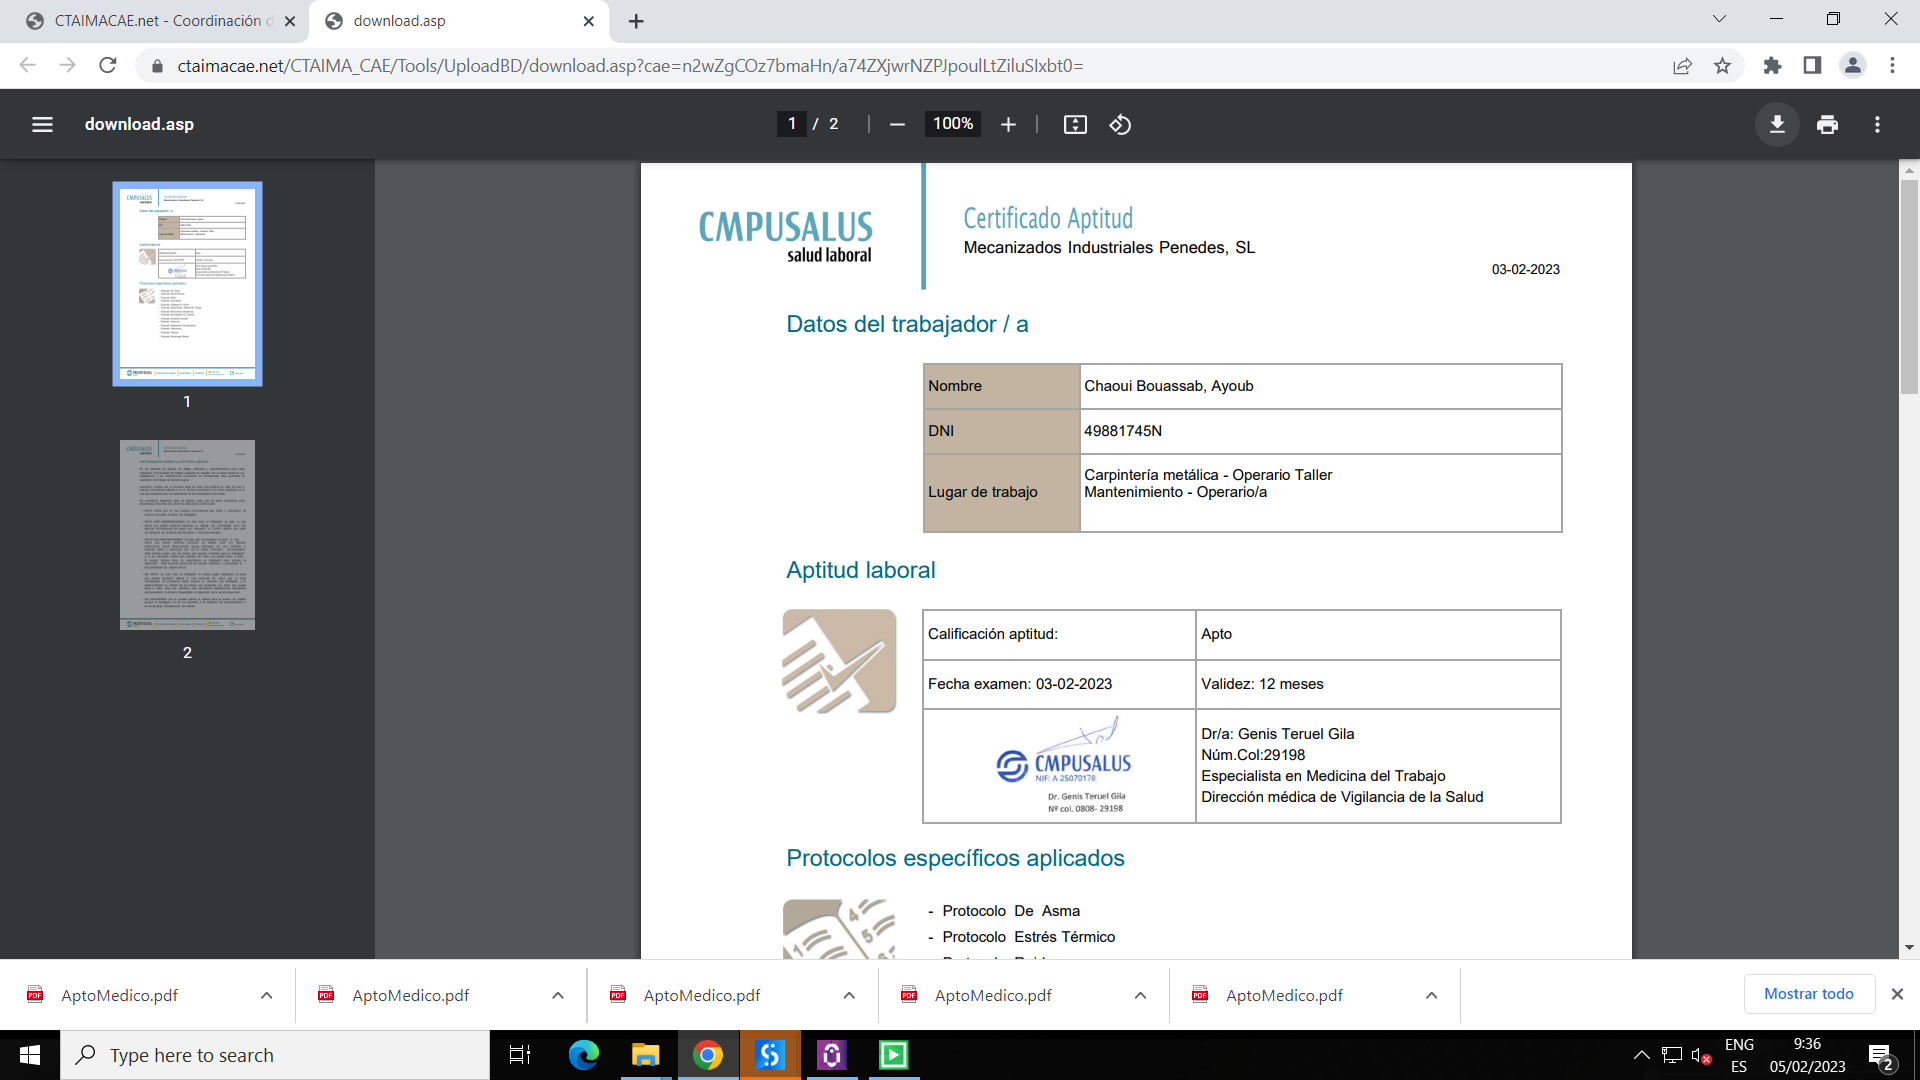 CTAIMACAE.net - Coordinación d
download.asp
ctaimacae.net/CTAIMA_CAE/Tools/UploadBD/download.asp?cae=n2wZgCOz7bmaHn/a74ZXjwrNZPJpoulLtZiluSIxbt0=
download.asp
1 / 2
100%
CMPUSALUS
salud laboral
Certificado Aptitud
Mecanizados Industriales Penedes, SL
03-02-2023
Datos del trabajador / a
Nombre Chaoui Bouassab, Ayoub
DNI 49881745N
Lugar de trabajo Carpintería metálica - Operario Taller
Mantenimiento - Operario/a
Aptitud laboral
Calificación aptitud: Apto
Fecha examen: 03-02-2023 Validez: 12 meses
CMPUSALUS
NIF: A-25070178
Dr. Genís Teruel Gila
Nº col. 0808- 29198
Dr/a: Genis Teruel Gila
Núm.Col:29198
Especialista en Medicina del Trabajo
Dirección médica de Vigilancia de la Salud
Protocolos específicos aplicados
- Protocolo De Asma
- Protocolo Estrés Térmico
1
2
AptoMedico.pdf
AptoMedico.pdf
AptoMedico.pdf
AptoMedico.pdf
AptoMedico.pdf
Mostrar todo
Type here to search
ENG
ES
9:36
05/02/2023
2